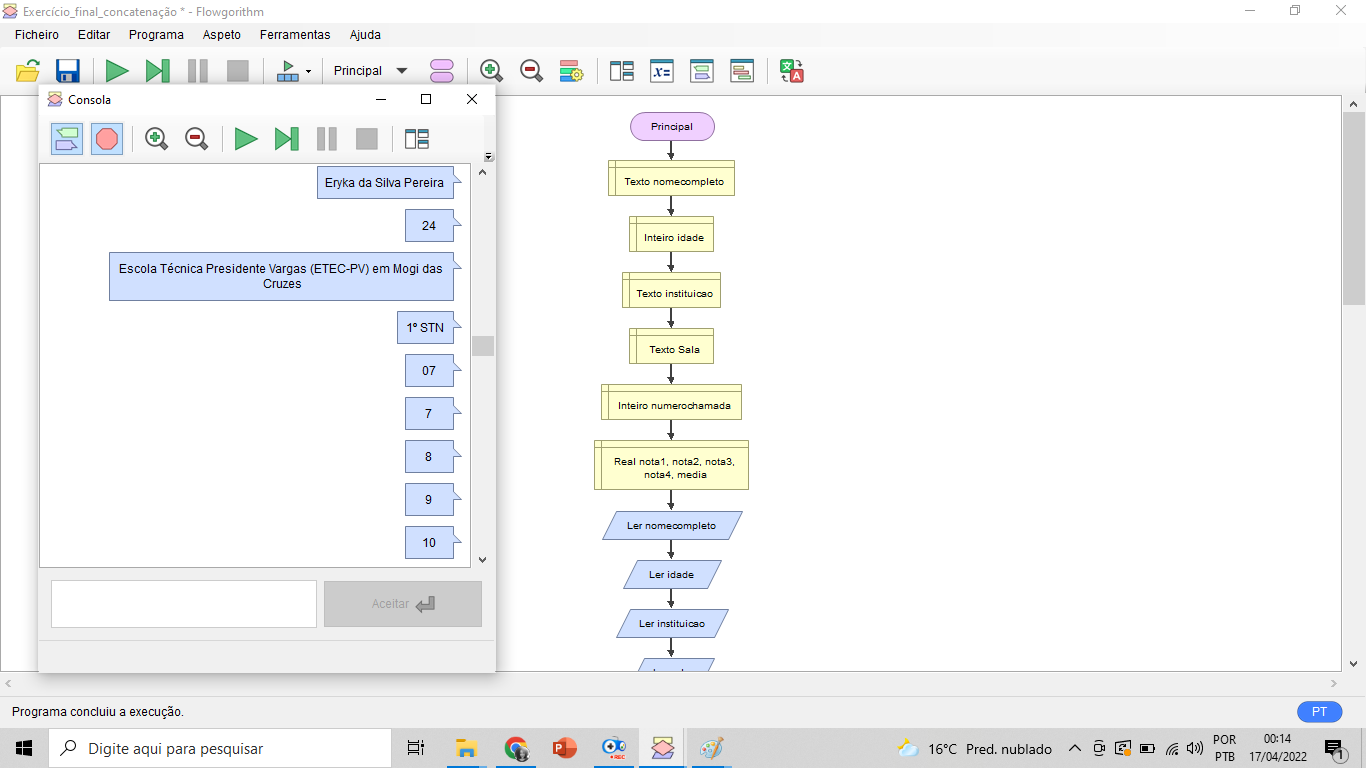 Exercício_final_concatenação * - Flowgorithm
Ficheiro Editar Programa Aspeto Ferramentas Ajuda
Principal
Consola
Eryka da Silva Pereira
24
Escola Técnica Presidente Vargas (ETEC-PV) em Mogi das
Cruzes
1º STN
07
7
8
9
10
Aceitar
Principal
Texto nomecompleto
Inteiro idade
Texto instituicao
Texto Sala
Inteiro numerochamada
Real nota1, nota2, nota3,
nota4, media
Ler nomecompleto
Ler idade
Ler instituicao
Programa concluiu a execução.
PT
Digite aqui para pesquisar
REC
16°C Pred. nublado
POR
PTB
00:14
17/04/2022
1